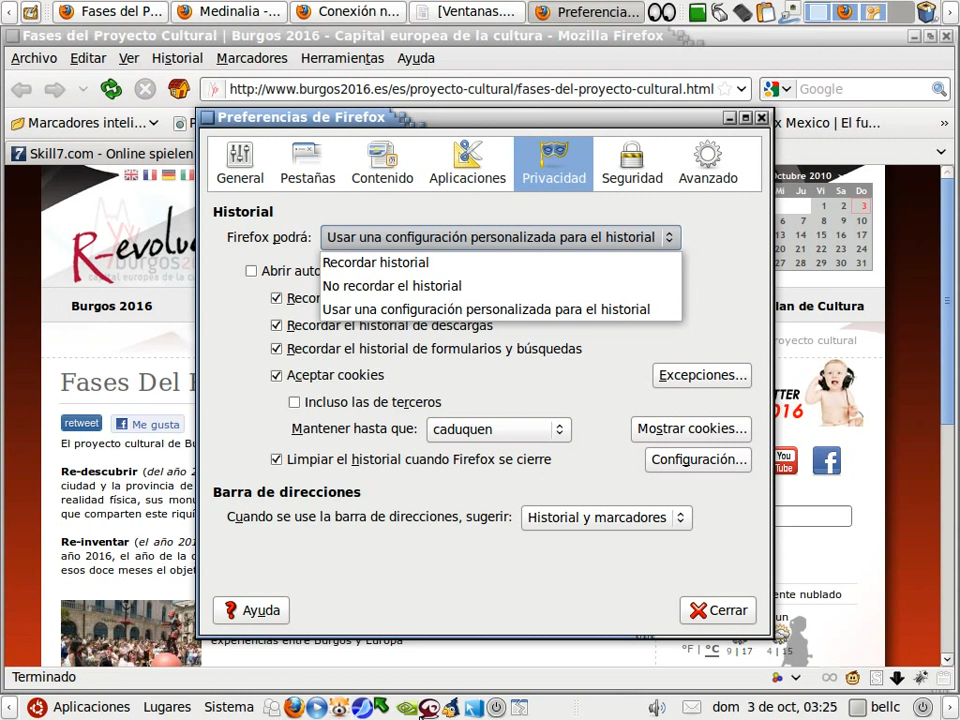 Fases del P...
Medinalia -...
Conexión n...
[Ventanas....
Preferencia...
Fases del Proyecto Cultural | Burgos 2016 - Capital europea de la cultura - Mozilla Firefox
Archivo Editar Ver Historial Marcadores Herramientas Ayuda
http://www.burgos2016.es/es/proyecto-cultural/fases-del-proyecto-cultural.html
Google
Marcadores inteli...
x Mexico | El fu...
Skill7.com - Online spielen
Preferencias de Firefox
General Pestañas Contenido Aplicaciones Privacidad Seguridad Avanzado
Historial
Firefox podrá: Usar una configuración personalizada para el historial
Recordar historial
No recordar el historial
Usar una configuración personalizada para el historial
Abrir auto
Recor
Recordar el historial de descargas
Recordar el historial de formularios y búsquedas
Aceptar cookies
Excepciones...
Incluso las de terceros
Mantener hasta que: caduquen
Mostrar cookies...
Limpiar el historial cuando Firefox se cierre
Configuración...
Barra de direcciones
Cuando se use la barra de direcciones, sugerir: Historial y marcadores
Ayuda
Cerrar
R-evolu
burgos 2016
Burgos 2016
lan de Cultura
oyecto cultural
Octubre 2010
Mi Ju Vi Sa Do
1 2 3
6 7 8 9 10
13 14 15 16 17
20 21 22 23 24
27 28 29 30 31
Fases Del
retweet
Me gusta
El proyecto cultural de Bu
Re-descubrir (del año 2
ciudad y la provincia de
realidad física, sus monu
que comparten este riqu
Re-inventar (el año 201
año 2016, el año de la c
esos doce meses el objet
experiencias entre Burgos y Europa
TTER
016
You
Tube
ente nublado
un
°F | °C 9 | 17 4 | 15
Terminado
Aplicaciones Lugares Sistema
dom 3 de oct, 03:25
bellc